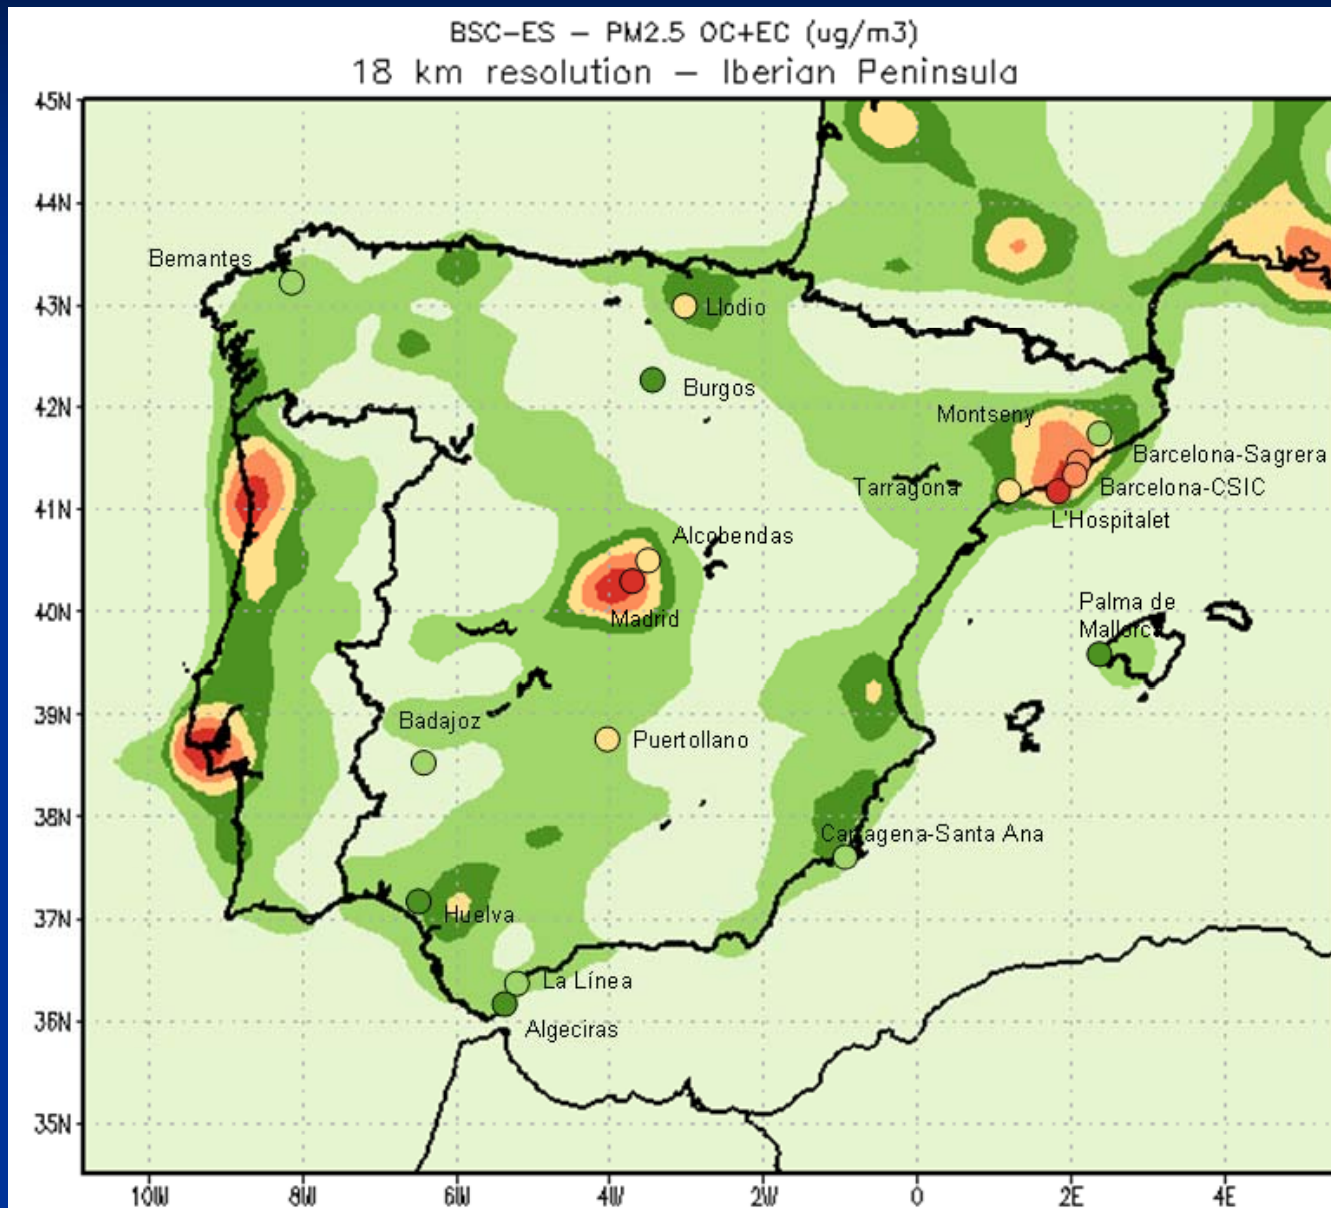 BSC-ES - PM2.5 OC+EC (ug/m3)
18 km resolution - Iberian Peninsula
45N
44N
43N
42N
41N
40N
39N
38N
37N
36N
35N
Bemantes
Llodio
Burgos
Montseny
Barcelona-Sagrera
Tarragona
Barcelona-CSIC
L'Hospitalet
Alcobendas
Madrid
Palma de
Mallorca
Badajoz
Puertollano
Cartagena-Santa Ana
Huelva
La Línea
Algeciras
10W 8W 6W 4W 2W 0 2E 4E